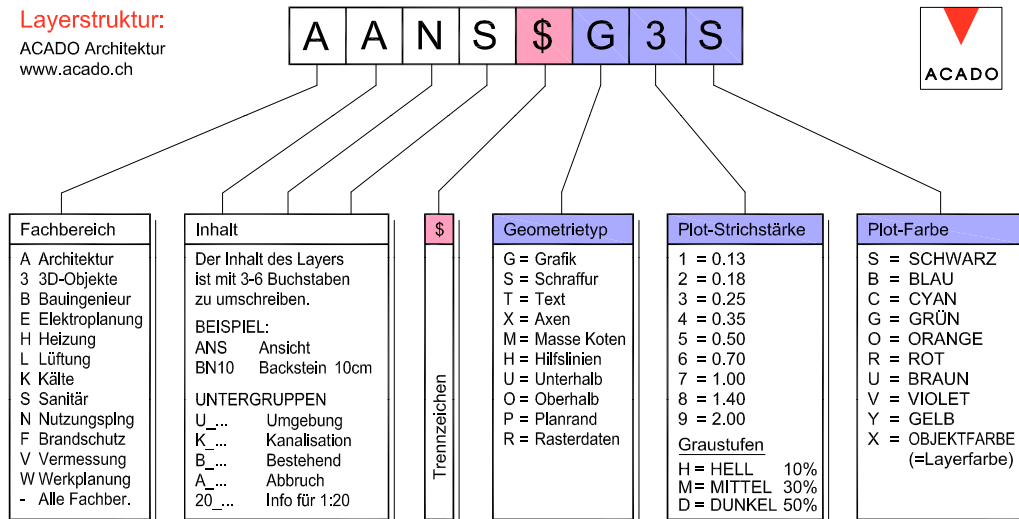 Layerstruktur:
ACADO Architektur
www.acado.ch
A A N S $ G 3 S
ACADO
Fachbereich
A Architektur
3 3D-Objekte
B Bauingenieur
E Elektroplanung
H Heizung
L Lüftung
K Kälte
S Sanitär
N Nutzungsplng
F Brandschutz
V Vermessung
W Werkplanung
- Alle Fachber.
Inhalt
Der Inhalt des Layers
ist mit 3-6 Buchstaben
zu umschreiben.
BEISPIEL:
ANS Ansicht
BN10 Backstein 10cm
UNTERGRUPPEN
U_... Umgebung
K_... Kanalisation
B_... Bestehend
A_... Abbruch
20_... Info für 1:20
$
Trennzeichen
Geometrietyp
G = Grafik
S = Schraffur
T = Text
X = Axen
M = Masse Koten
H = Hilfslinien
U = Unterhalb
O = Oberhalb
P = Planrand
R = Rasterdaten
Plot-Strichstärke
1 = 0.13
2 = 0.18
3 = 0.25
4 = 0.35
5 = 0.50
6 = 0.70
7 = 1.00
8 = 1.40
9 = 2.00
Graustufen
H = HELL 10%
M = MITTEL 30%
D = DUNKEL 50%
Plot-Farbe
S = SCHWARZ
B = BLAU
C = CYAN
G = GRÜN
O = ORANGE
R = ROT
U = BRAUN
V = VIOLET
Y = GELB
X = OBJEKTFARBE
(=Layerfarbe)